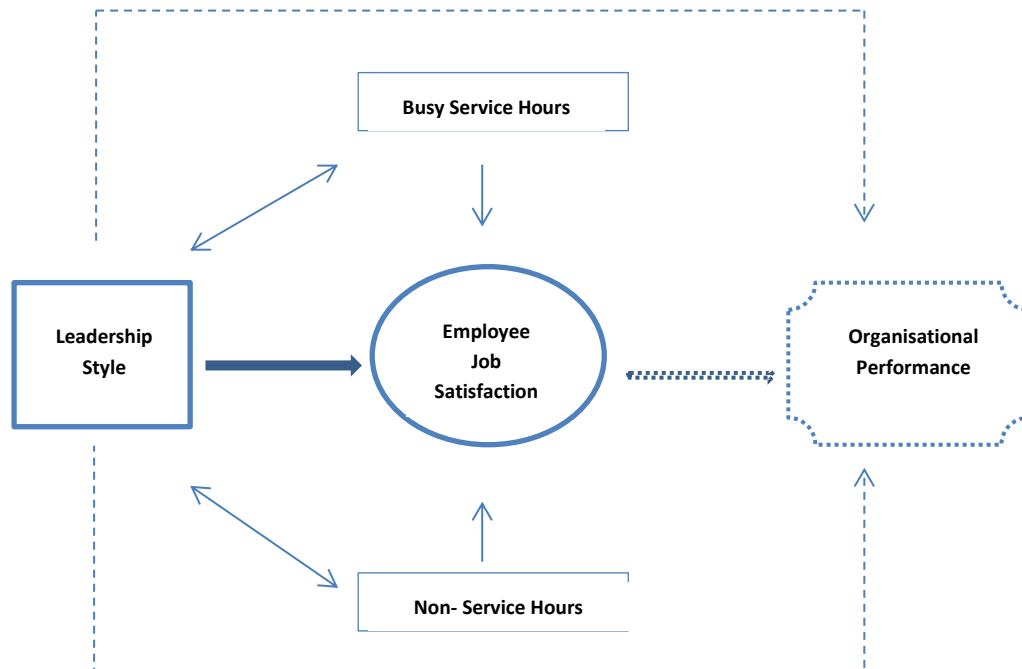 Busy Service Hours
Leadership
Style
Employee
Job
Satisfaction
Organisational
Performance
Non- Service Hours